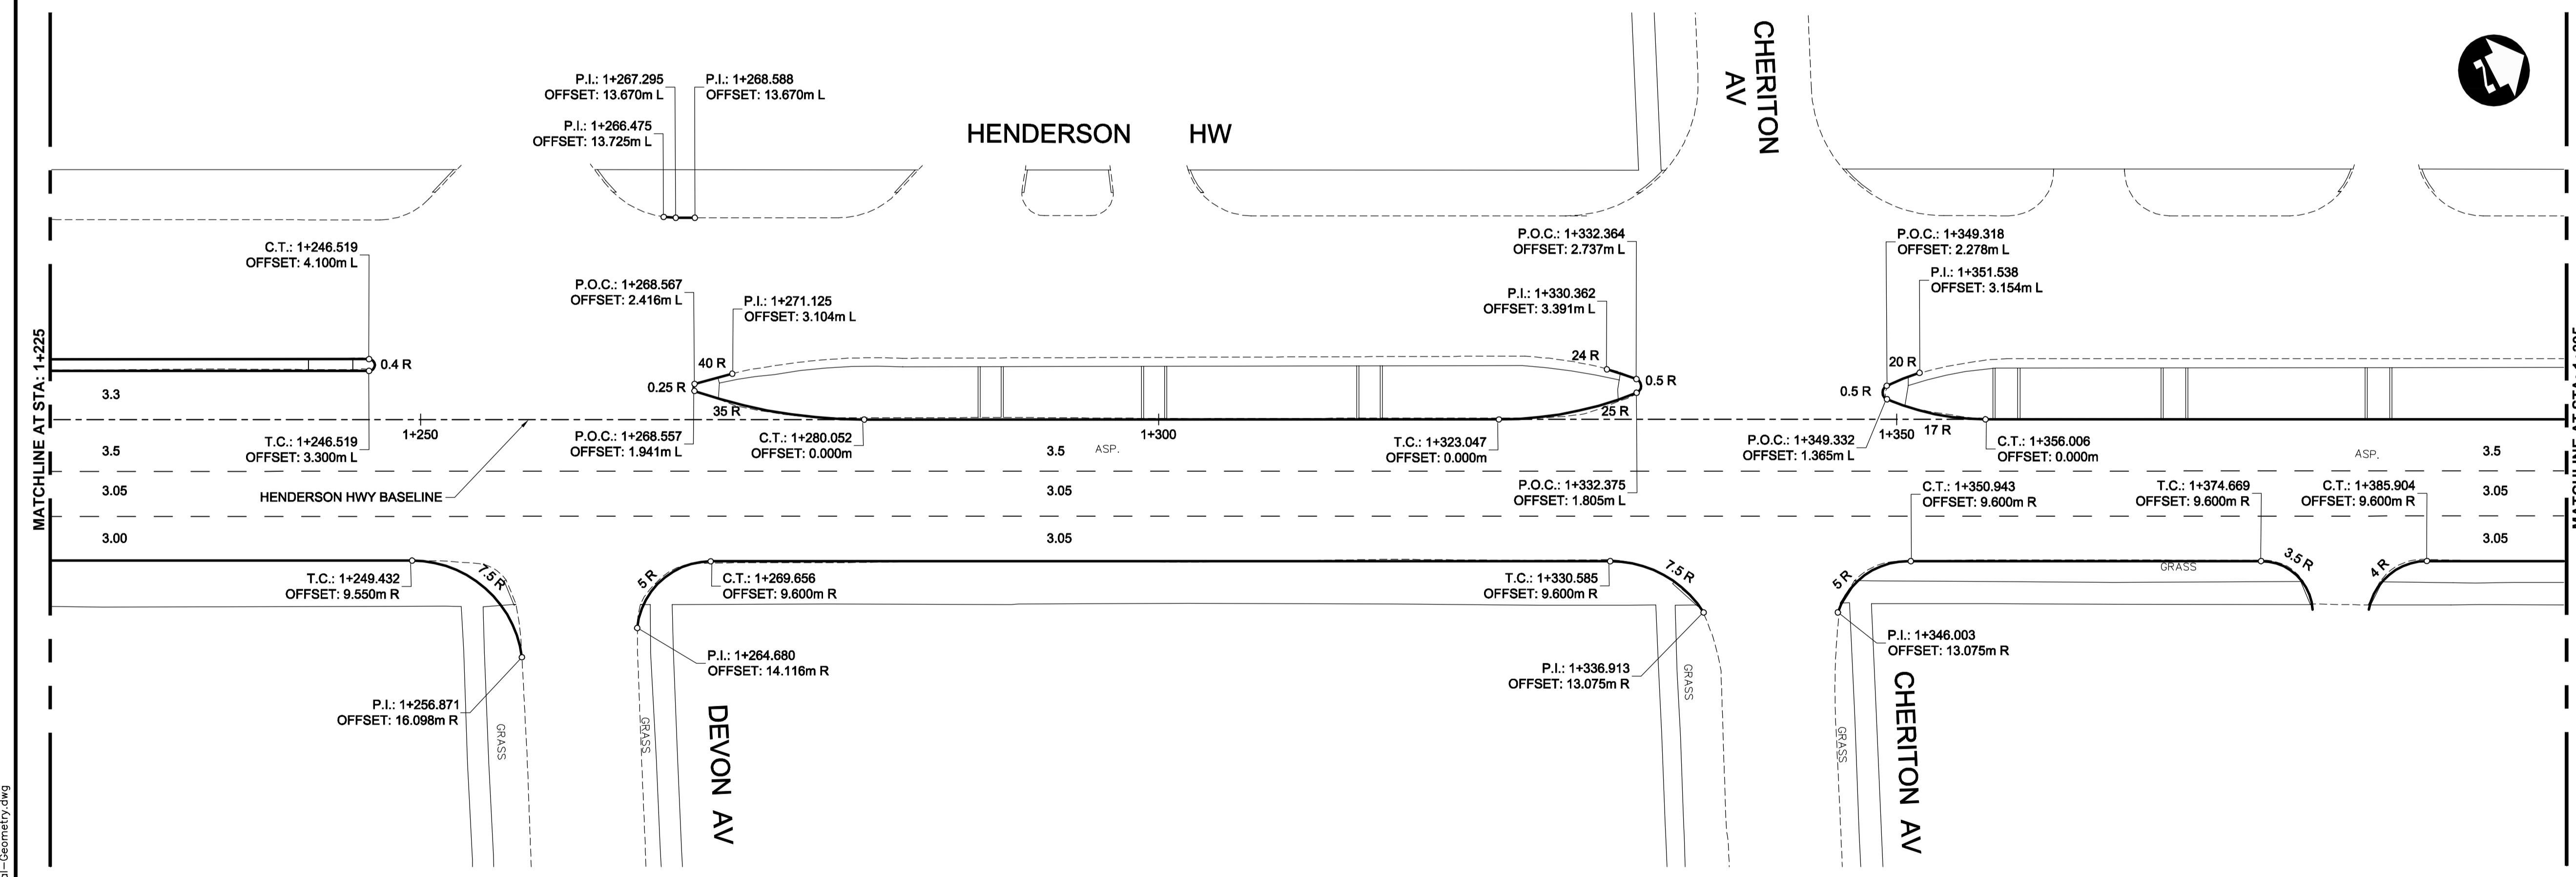 P.I.: 1+267.295
OFFSET: 13.670m L
P.I.: 1+268.588
OFFSET: 13.670m L
P.I.: 1+266.475
OFFSET: 13.725m L
HENDERSON HW
CHERITON
AV
C.T.: 1+246.519
OFFSET: 4.100m L
P.O.C.: 1+268.567
OFFSET: 2.416m L
P.I.: 1+271.125
OFFSET: 3.104m L
P.O.C.: 1+332.364
OFFSET: 2.737m L
P.I.: 1+330.362
OFFSET: 3.391m L
P.O.C.: 1+349.318
OFFSET: 2.278m L
P.I.: 1+351.538
OFFSET: 3.154m L
MATCHLINE AT STA: 1+225
0.4 R
40 R
0.25 R
35 R
24 R
0.5 R
25 R
20 R
0.5 R
17 R
3.3
1+250
1+300
1+350
T.C.: 1+246.519
OFFSET: 3.300m L
P.O.C.: 1+268.557
OFFSET: 1.941m L
C.T.: 1+280.052
OFFSET: 0.000m
T.C.: 1+323.047
OFFSET: 0.000m
P.O.C.: 1+349.332
OFFSET: 1.365m L
C.T.: 1+356.006
OFFSET: 0.000m
3.5
3.5
ASP.
ASP.
3.5
HENDERSON HWY BASELINE
3.05
3.05
P.O.C.: 1+332.375
OFFSET: 1.805m L
C.T.: 1+350.943
OFFSET: 9.600m R
T.C.: 1+374.669
OFFSET: 9.600m R
C.T.: 1+385.904
OFFSET: 9.600m R
3.05
3.00
3.05
3.05
T.C.: 1+249.432
OFFSET: 9.550m R
7.5 R
5 R
C.T.: 1+269.656
OFFSET: 9.600m R
T.C.: 1+330.585
OFFSET: 9.600m R
7.5 R
5 R
GRASS
3.5 R
4 R
P.I.: 1+264.680
OFFSET: 14.116m R
P.I.: 1+336.913
OFFSET: 13.075m R
P.I.: 1+346.003
OFFSET: 13.075m R
P.I.: 1+256.871
OFFSET: 16.098m R
GRASS
GRASS
DEVON AV
GRASS
GRASS
CHERITON AV